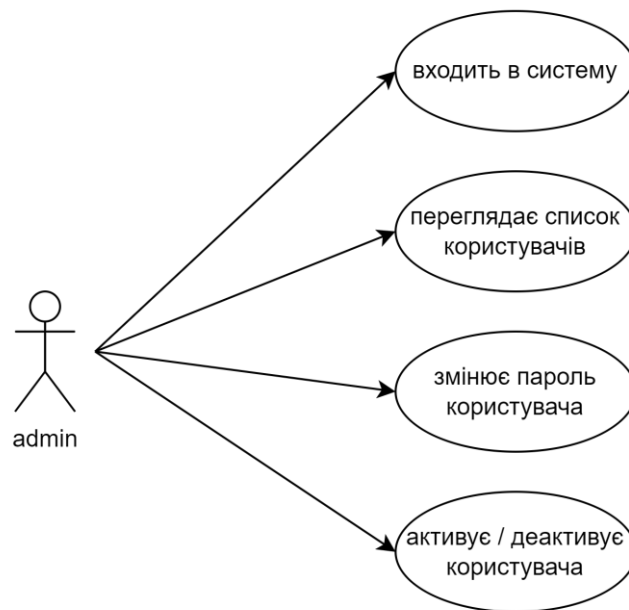 входить в систему
переглядає список
користувачів
змінює пароль
користувача
admin
активує / деактивує
користувача